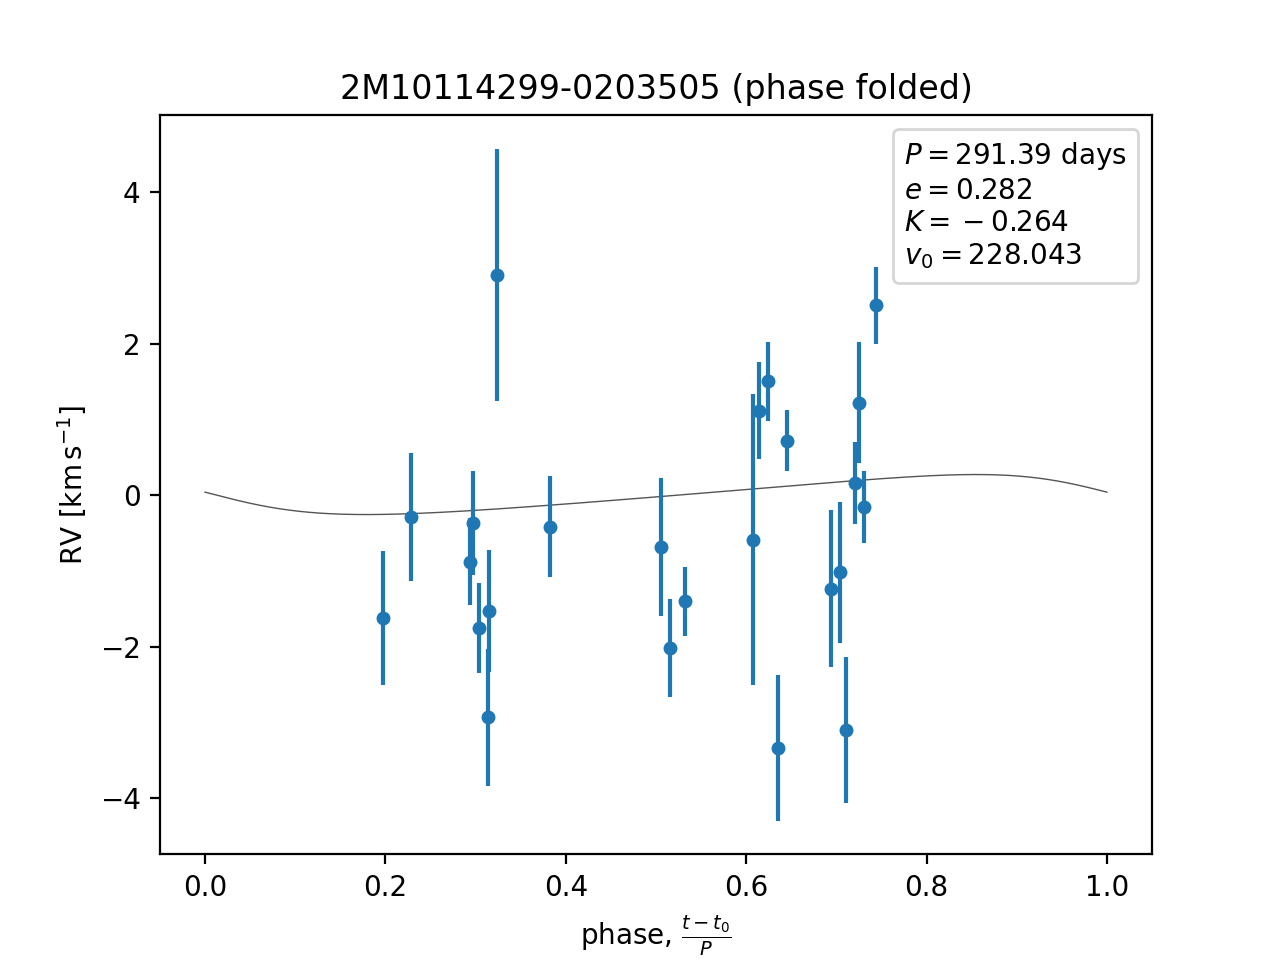 2M10114299-0203505 (phase folded)
P = 291.39 days
e = 0.282
K = −0.264
v₀ = 228.043
RV [km s⁻¹]
4
2
0
−2
−4
0.0 0.2 0.4 0.6 0.8 1.0
phase, (t − t₀)/P